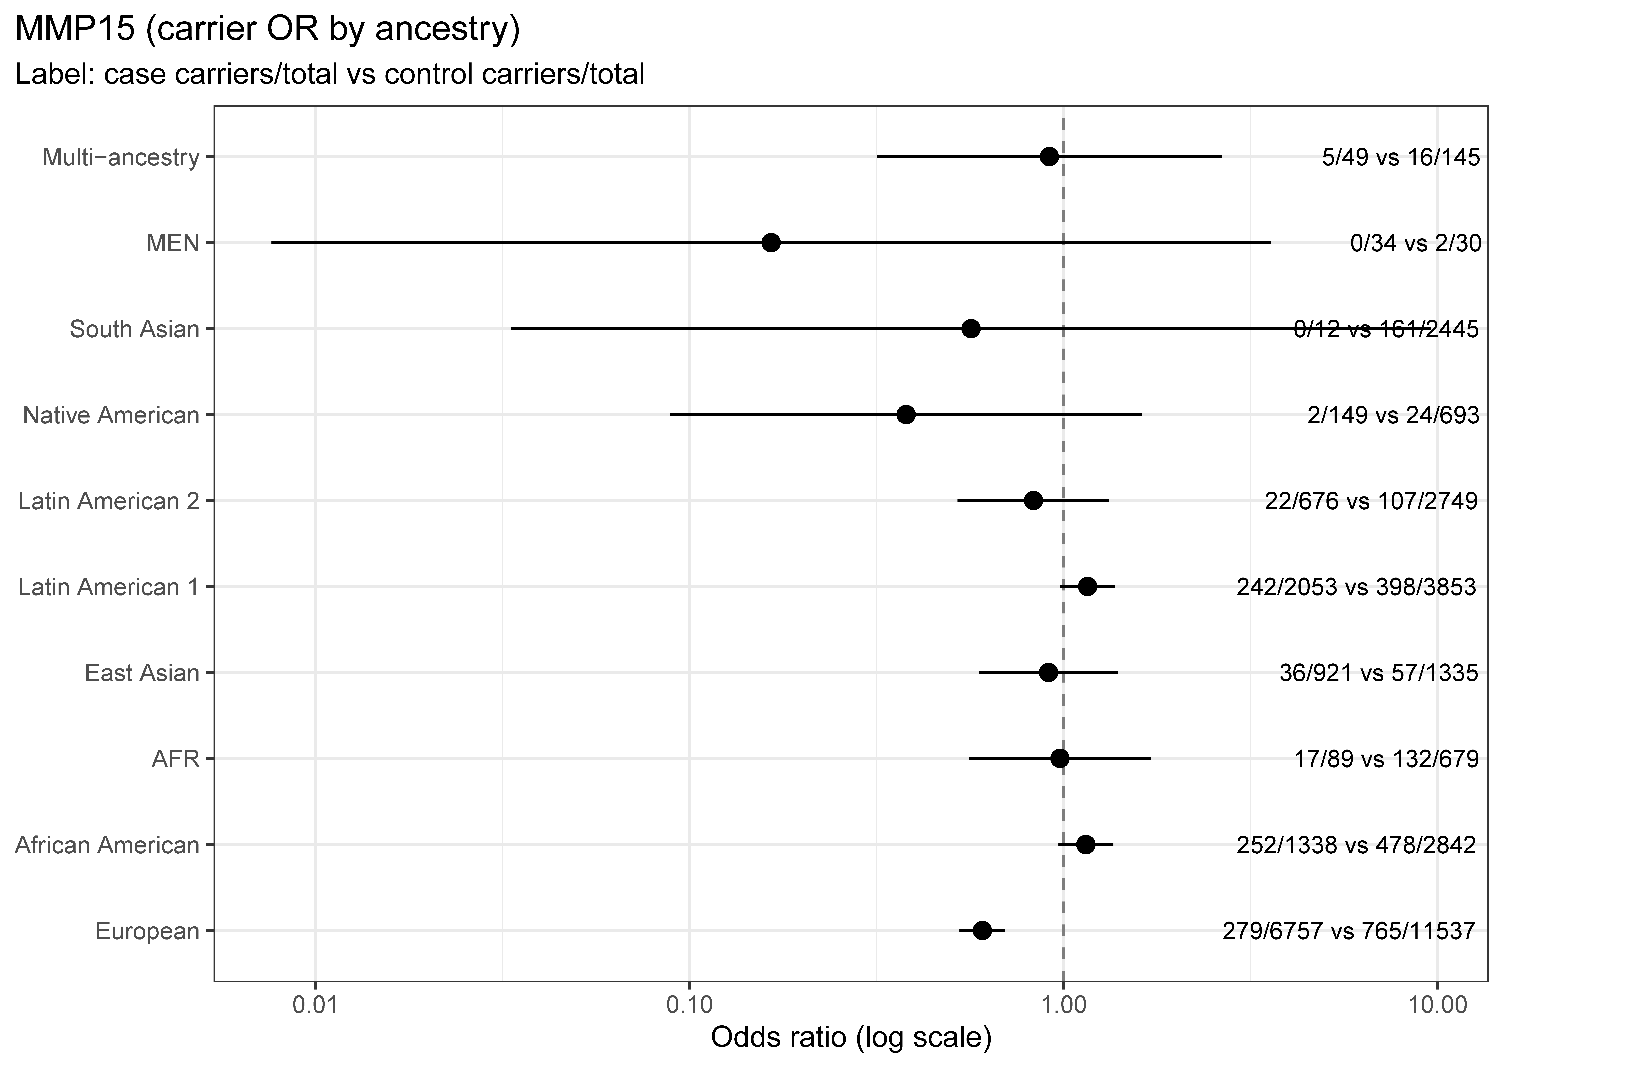 MMP15 (carrier OR by ancestry)
Label: case carriers/total vs control carriers/total
Multi−ancestry 5/49 vs 16/145
MEN 0/34 vs 2/30
South Asian 0/12 vs 161/2445
Native American 2/149 vs 24/693
Latin American 2 22/676 vs 107/2749
Latin American 1 242/2053 vs 398/3853
East Asian 36/921 vs 57/1335
AFR 17/89 vs 132/679
African American 252/1338 vs 478/2842
European 279/6757 vs 765/11537
0.01 0.10 1.00 10.00
Odds ratio (log scale)